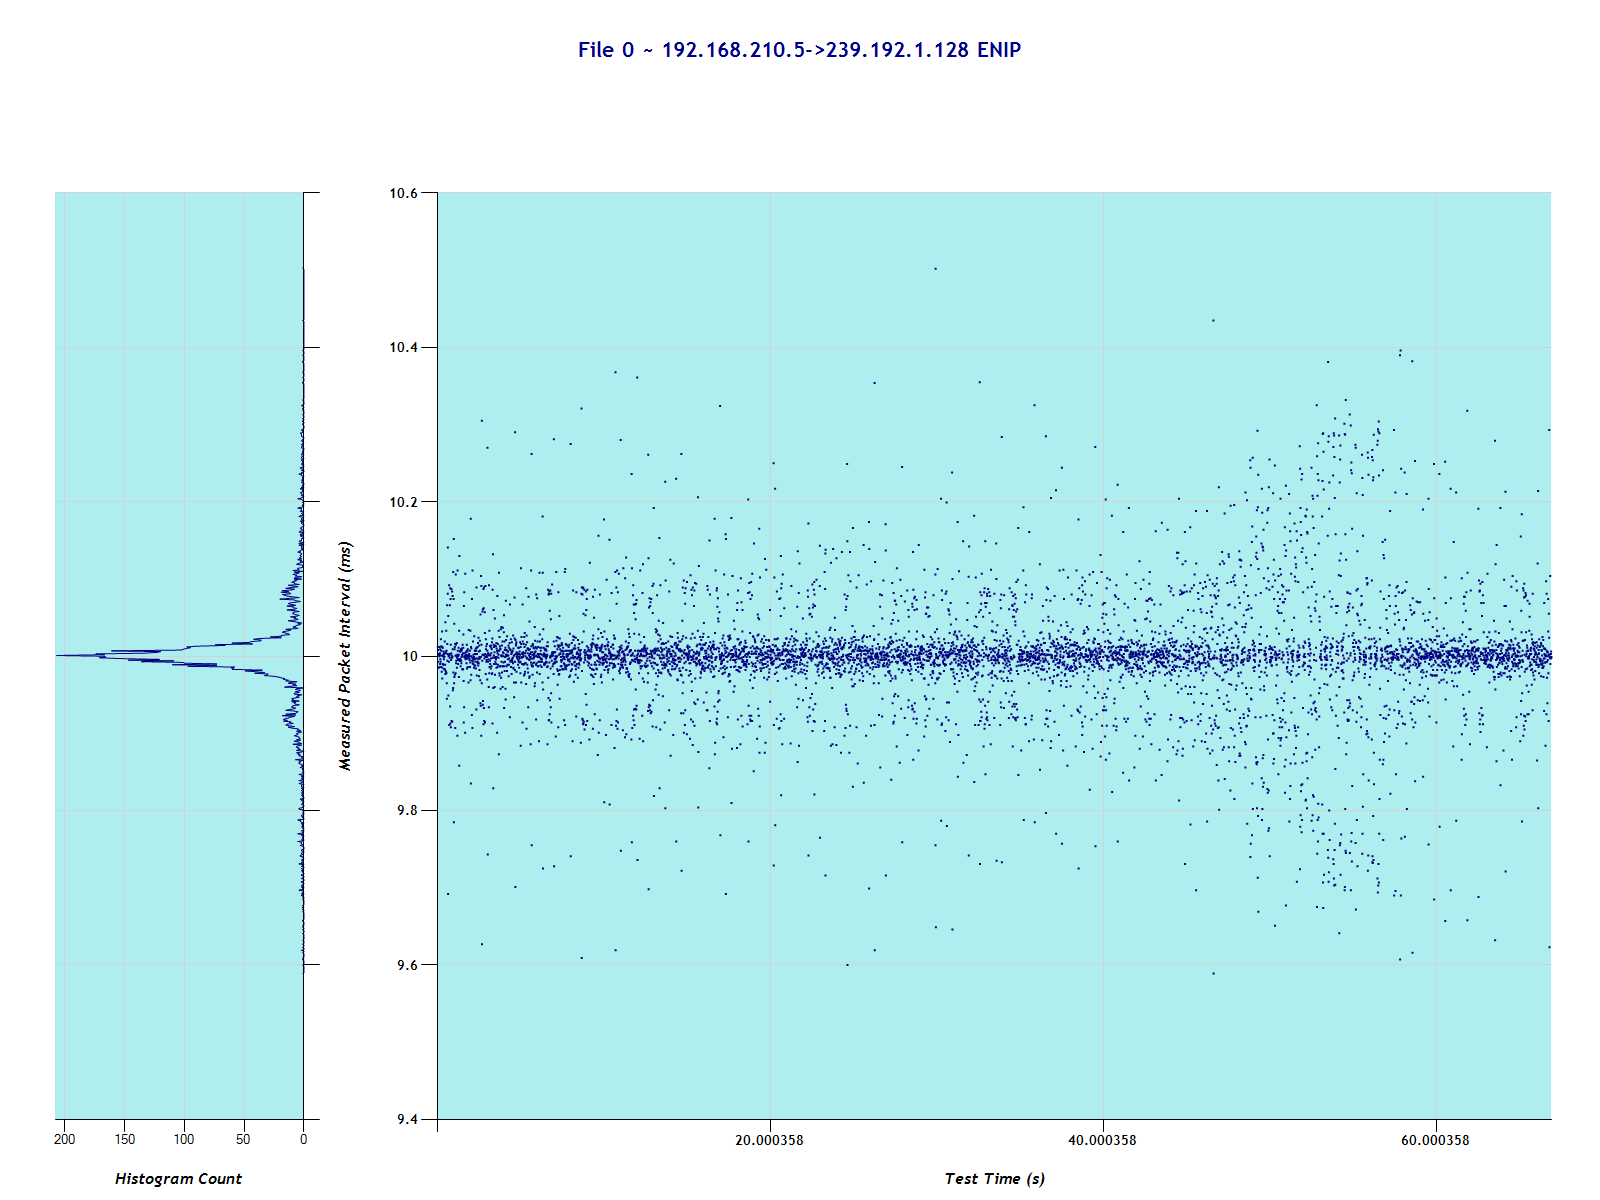 File 0 ~ 192.168.210.5->239.192.1.128 ENIP
10.6
10.4
10.2
10
9.8
9.6
9.4
Measured Packet Interval (ms)
200 150 100 50 0
20.000358 40.000358 60.000358
Histogram Count
Test Time (s)